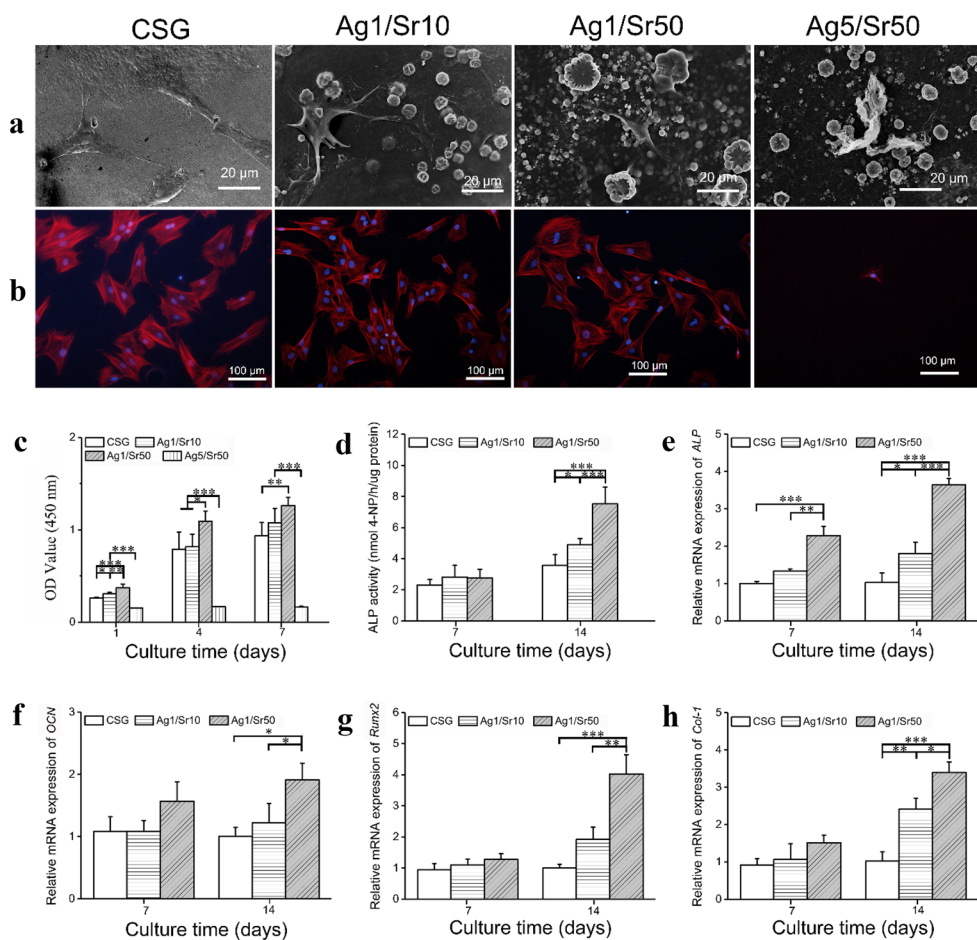 CSG Ag1/Sr10 Ag1/Sr50 Ag5/Sr50
a
20 μm 20 μm 20 μm 20 μm
b
100 μm 100 μm 100 μm 100 μm
c
CSG Ag1/Sr10
Ag1/Sr50 Ag5/Sr50
OD Value (450 nm)
2
1
0
*** *** * ** *** * *** **
1 4 7
Culture time (days)
d
CSG Ag1/Sr10 Ag1/Sr50
ALP activity (nmol 4-NP/h/ug protein)
12
10
8
6
4
2
0
***
* ***
7 14
Culture time (days)
e
CSG Ag1/Sr10 Ag1/Sr50
Relative mRNA expression of ALP
5
4
3
2
1
0
***
**
***
* ***
7 14
Culture time (days)
f
CSG Ag1/Sr10 Ag1/Sr50
Relative mRNA expression of OCN
3
2
1
0
*
*
7 14
Culture time (days)
g
CSG Ag1/Sr10 Ag1/Sr50
Relative mRNA expression of Runx2
6
5
4
3
2
1
0
***
**
7 14
Culture time (days)
h
CSG Ag1/Sr10 Ag1/Sr50
Relative mRNA expression of Col-1
5
4
3
2
1
0
***
** *
7 14
Culture time (days)